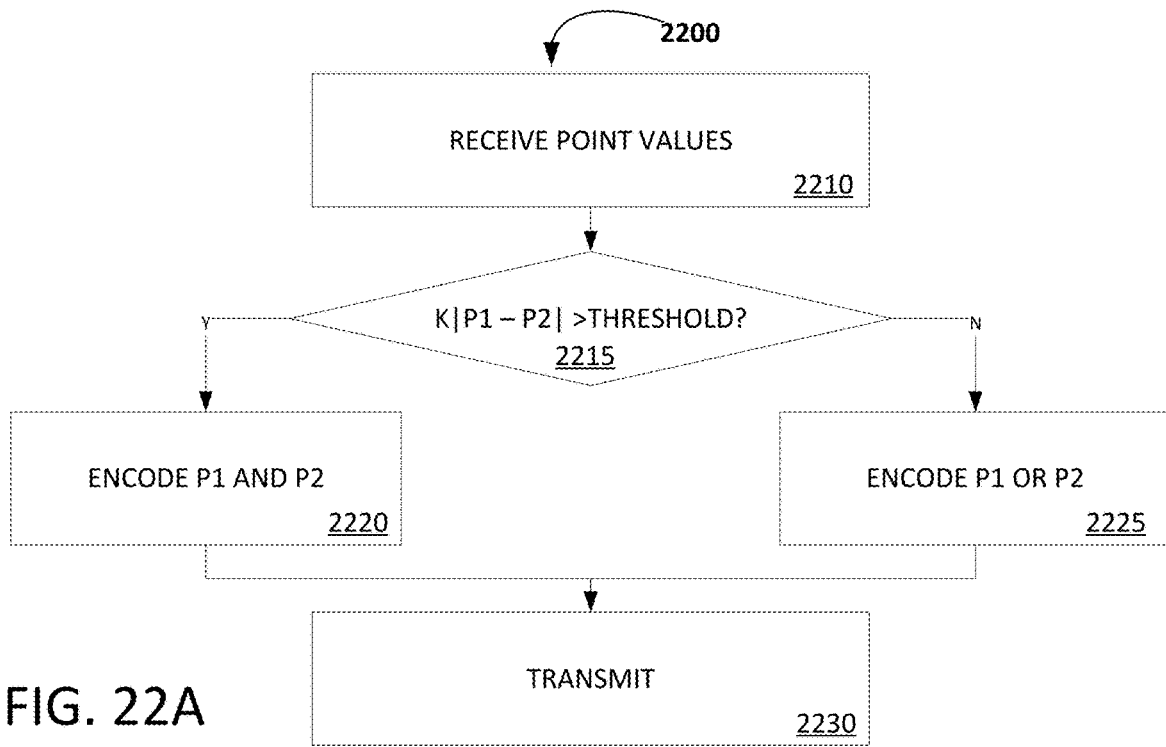 2200
RECEIVE POINT VALUES
2210
K|P1 – P2| >THRESHOLD?
2215
Y
N
ENCODE P1 AND P2
2220
ENCODE P1 OR P2
2225
TRANSMIT
2230
FIG. 22A